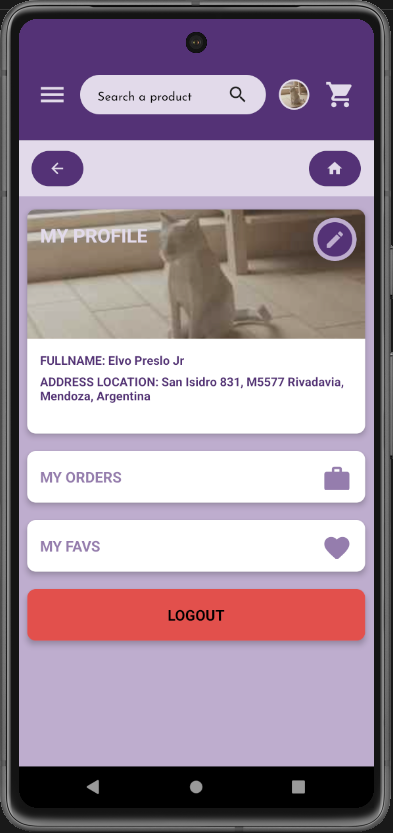 Search a product
MY PROFILE
FULLNAME: Elvo Preslo Jr
ADDRESS LOCATION: San Isidro 831, M5577 Rivadavia,
Mendoza, Argentina
MY ORDERS
MY FAVS
LOGOUT